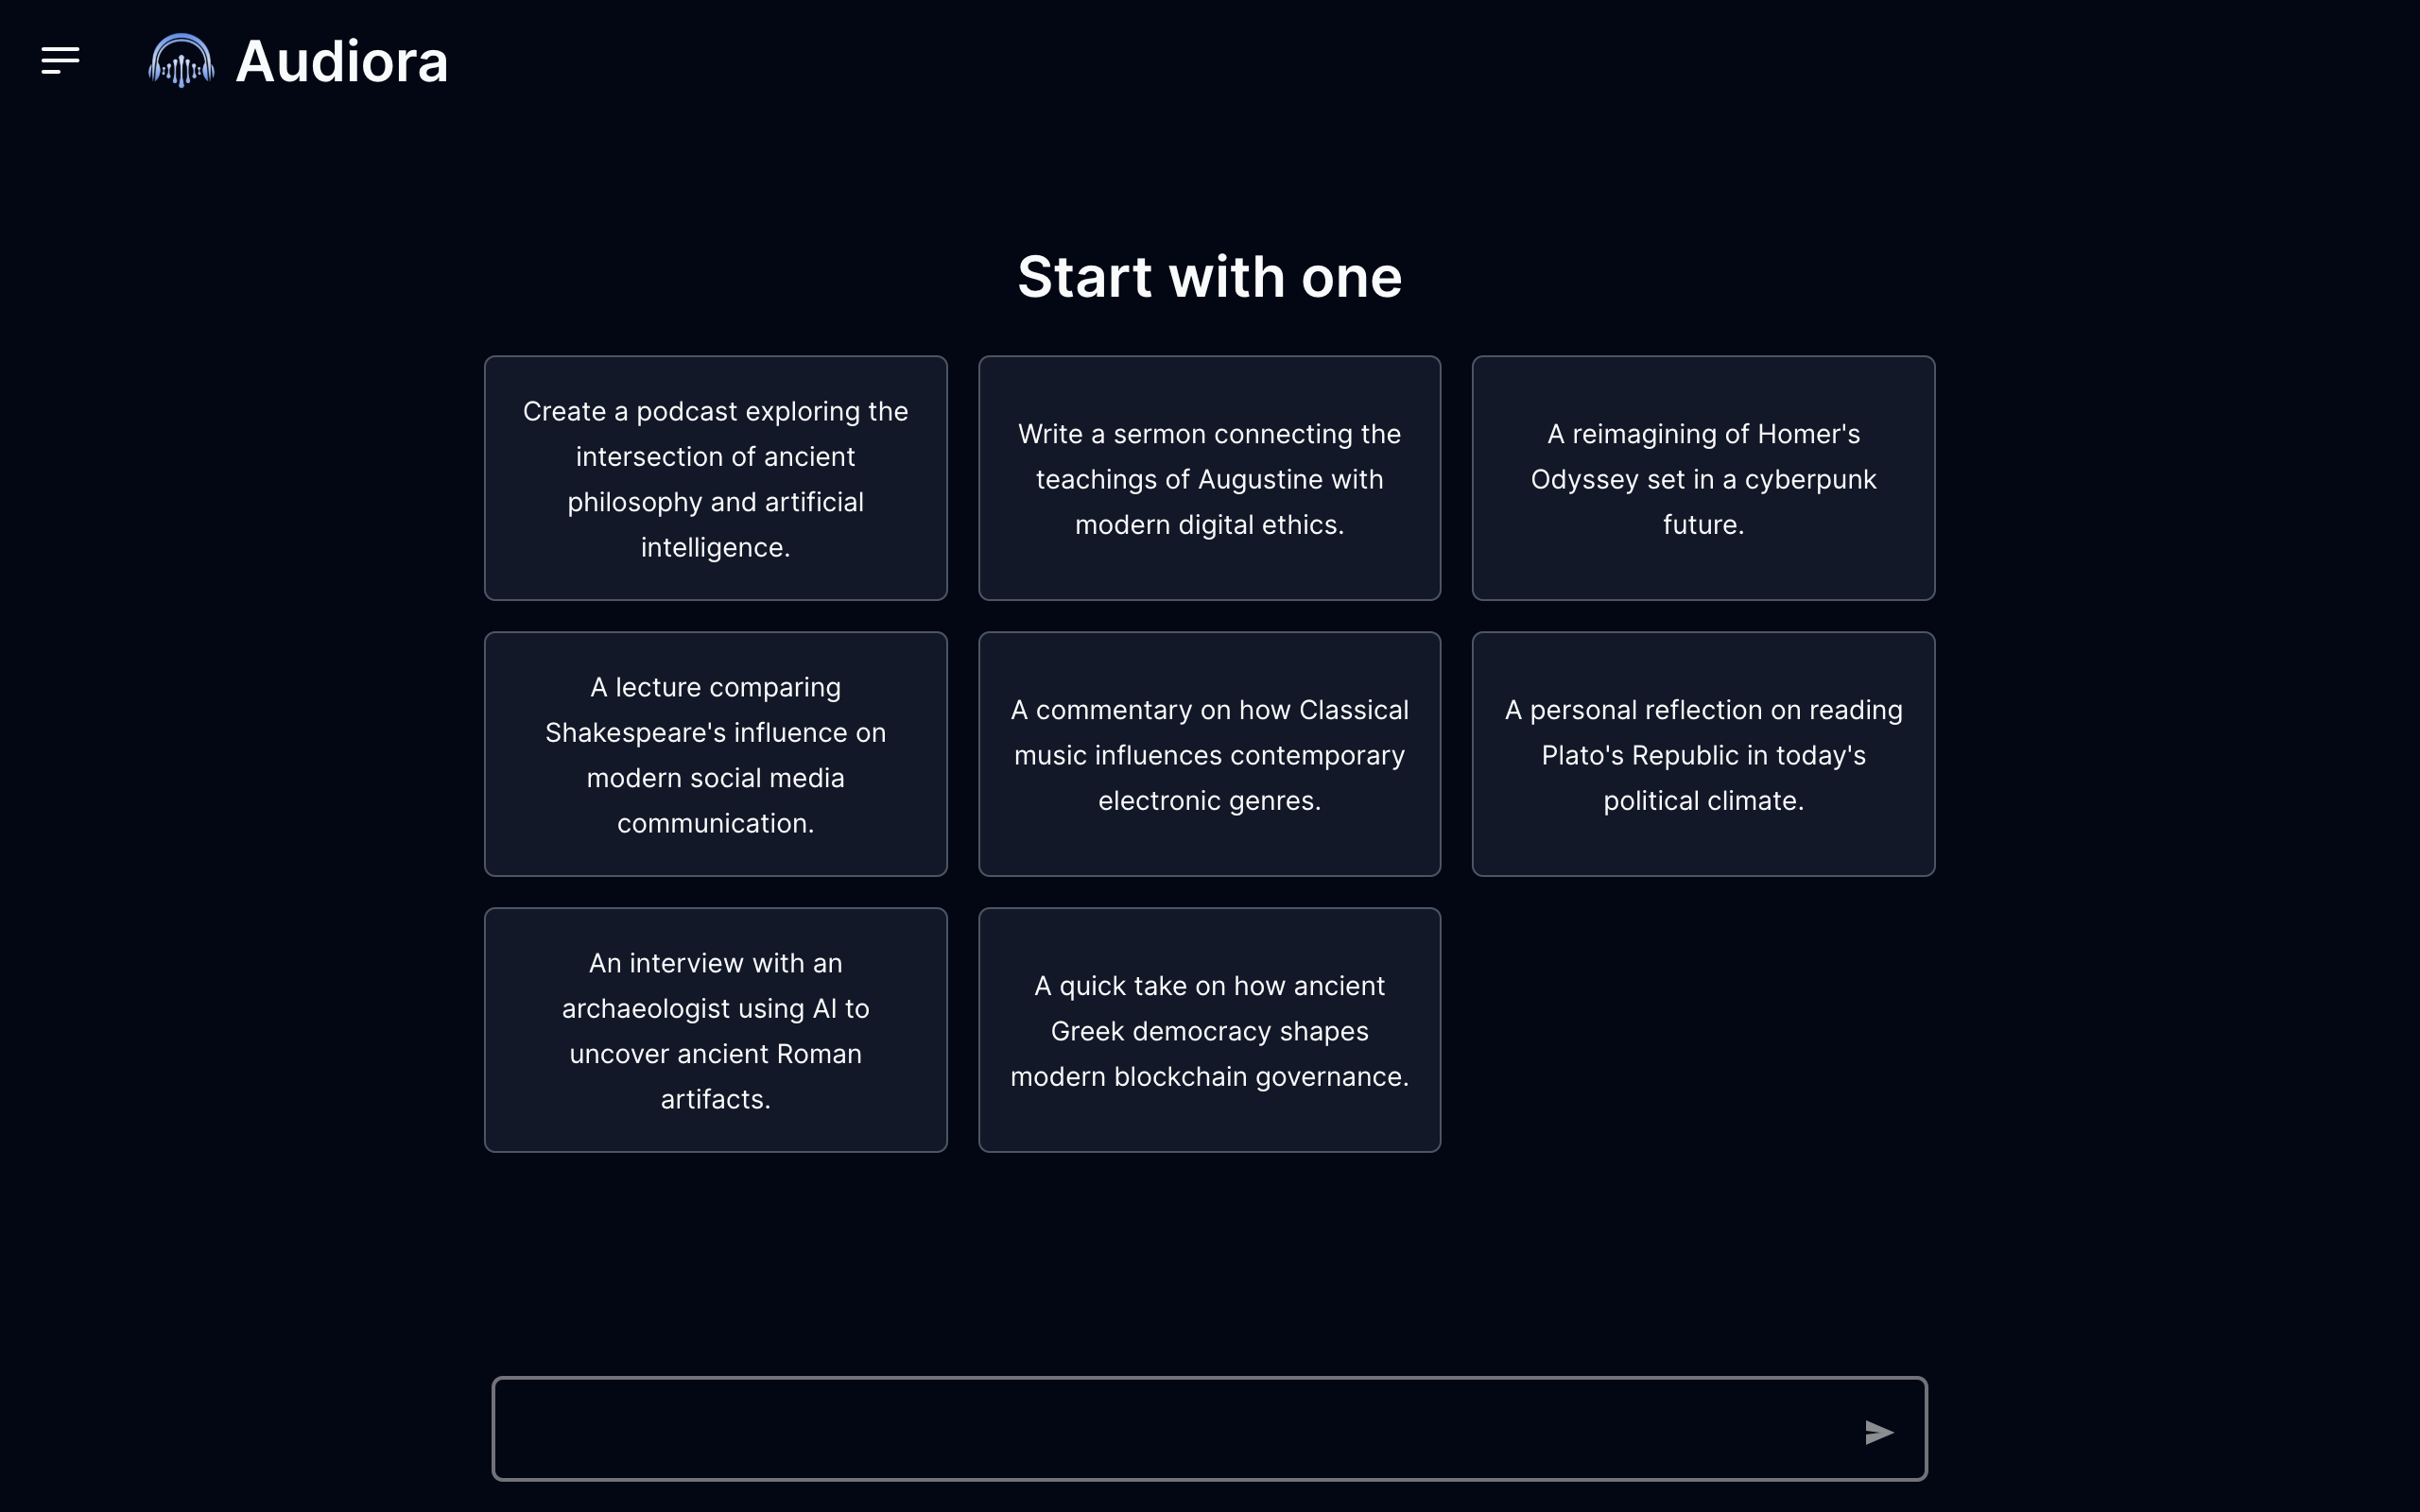 Audiora
Start with one
Create a podcast exploring the
intersection of ancient
philosophy and artificial
intelligence.
Write a sermon connecting the
teachings of Augustine with
modern digital ethics.
A reimagining of Homer's
Odyssey set in a cyberpunk
future.
A lecture comparing
Shakespeare's influence on
modern social media
communication.
A commentary on how Classical
music influences contemporary
electronic genres.
A personal reflection on reading
Plato's Republic in today's
political climate.
An interview with an
archaeologist using AI to
uncover ancient Roman
artifacts.
A quick take on how ancient
Greek democracy shapes
modern blockchain governance.